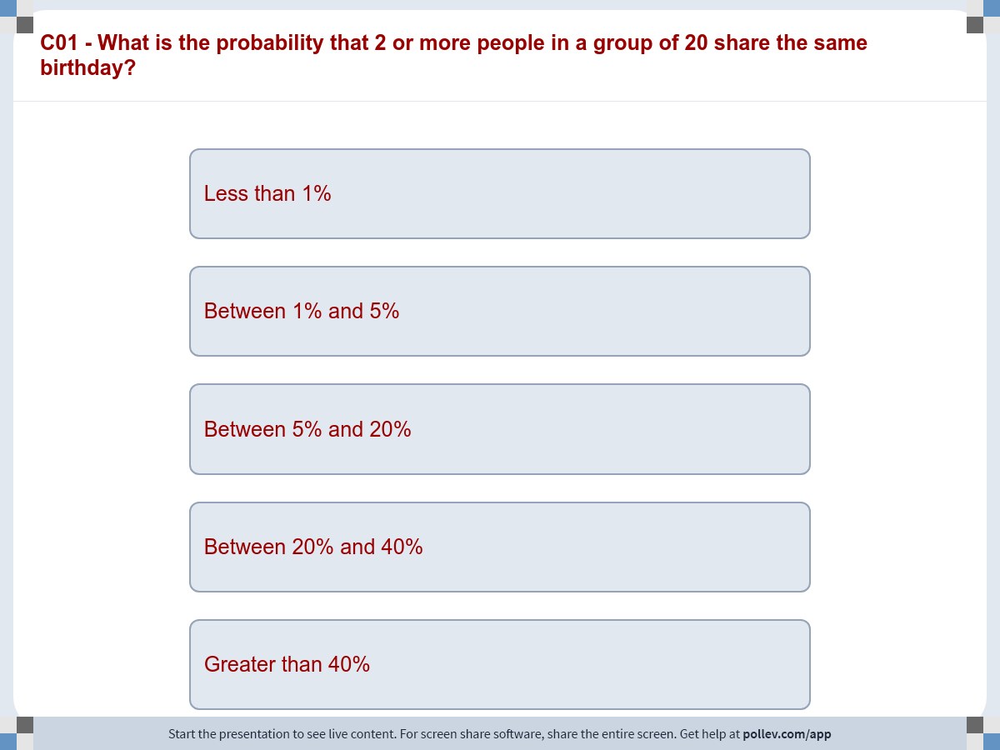 C01 - What is the probability that 2 or more people in a group of 20 share the same
birthday?
Less than 1%
Between 1% and 5%
Between 5% and 20%
Between 20% and 40%
Greater than 40%
Start the presentation to see live content. For screen share software, share the entire screen. Get help at pollev.com/app